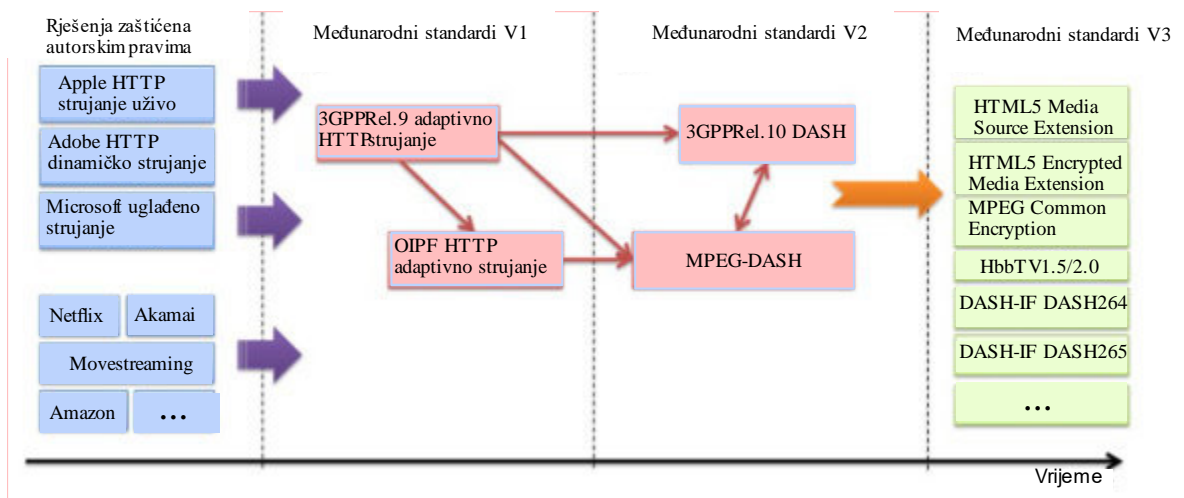 Rješenja zaštićena
autorskim pravima
Apple HTTP
strujanje uživo
Adobe HTTP
dinamičko strujanje
Microsoft uglađeno
strujanje
Netflix
Akamai
Movestreaming
Amazon
...
Međunarodni standardi V1
3GPPRel.9 adaptivno
HTTPstrujanje
OIPF HTTP
adaptivno strujanje
Međunarodni standardi V2
3GPPRel.10 DASH
MPEG-DASH
Međunarodni standardi V3
HTML5 Media
Source Extension
HTML5 Encrypted
Media Extension
MPEG Common
Encryption
HbbTV1.5/2.0
DASH-IF DASH264
DASH-IF DASH265
...
Vrijeme